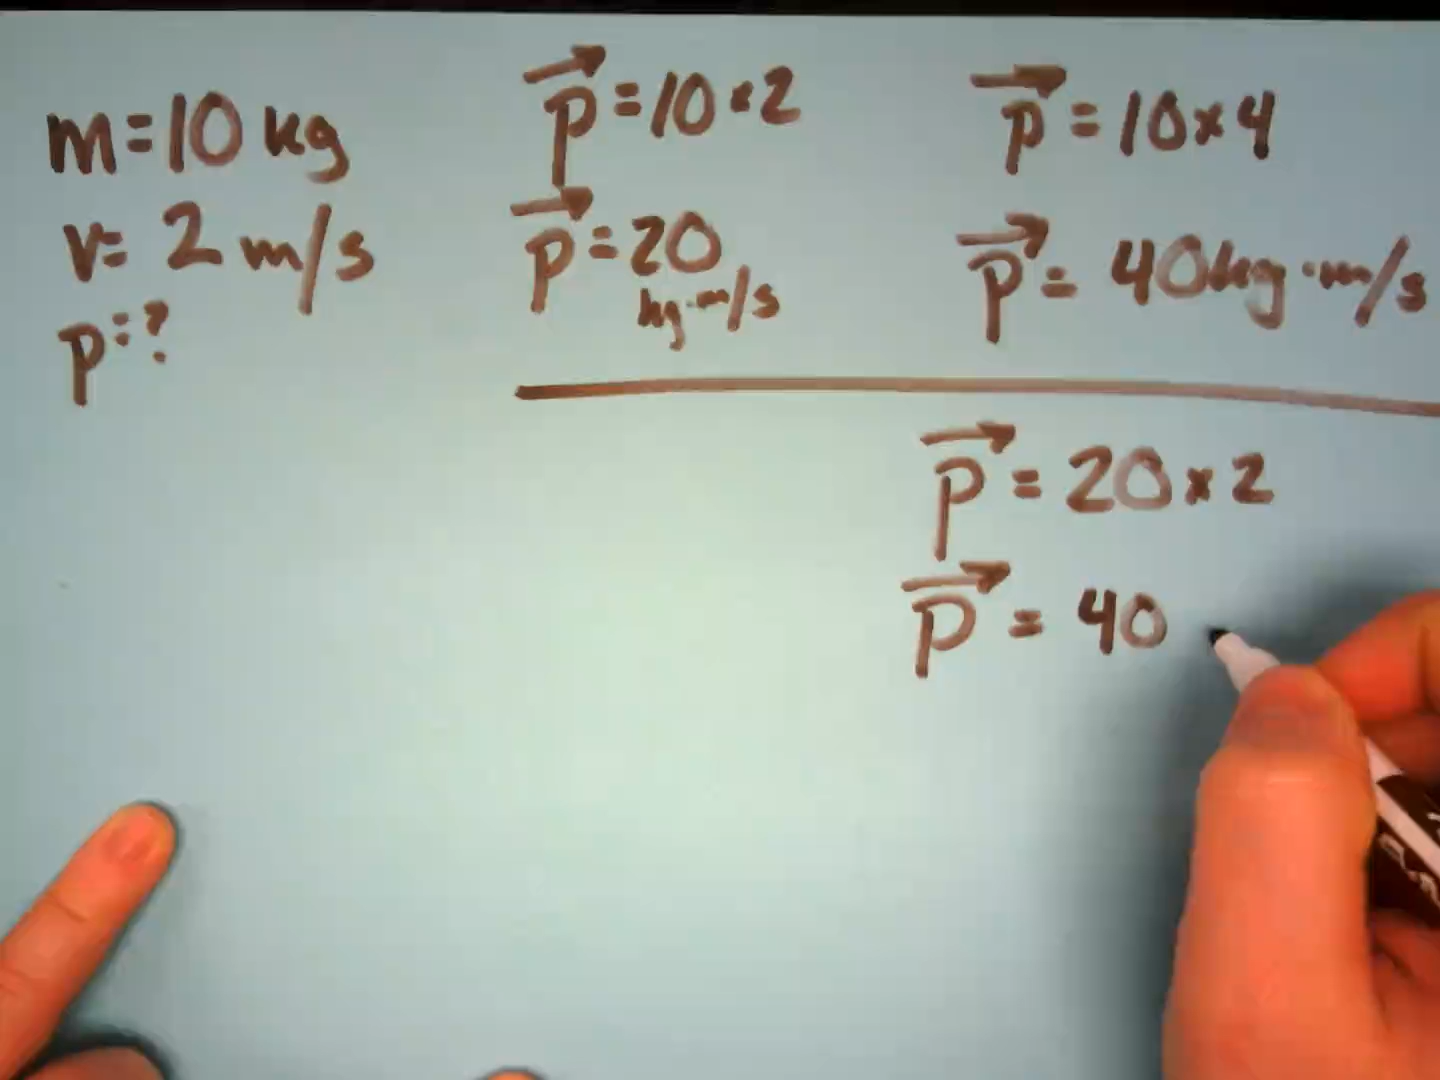 m=10 kg
v= 2 m/s
p=?
p=10×2
p=20
kg·m/s
p=10×4
p=40kg·m/s
p=20×2
p=40